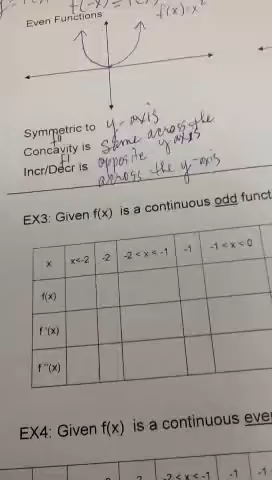 f(-x) =
f(x)=x²
Even Functions
Symmetric to y-axis
f"
Concavity is Same across the y axis
f'
Incr/Decr is opposite across the y-axis
EX3: Given f(x) is a continuous odd funct
x x<-2 -2 -2 < x < -1 -1 -1 < x < 0
f(x)
f '(x)
f "(x)
EX4: Given f(x) is a continuous eve
-2 < x < -1 -1